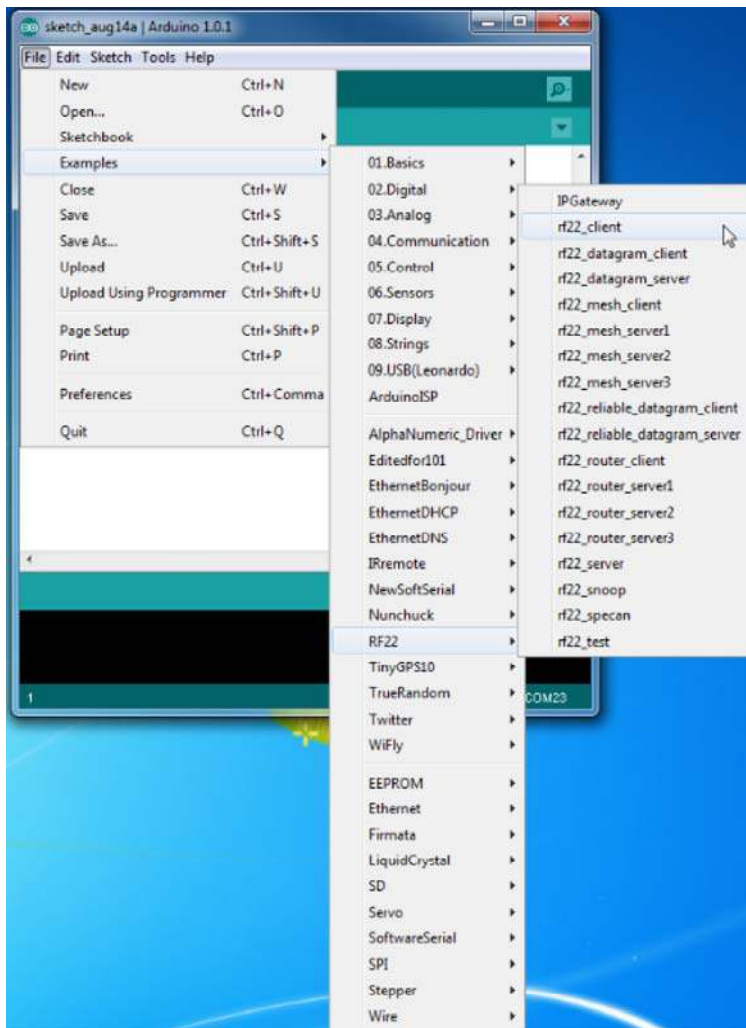 sketch_aug14a | Arduino 1.0.1
File Edit Sketch Tools Help
New Ctrl+N
Open... Ctrl+O
Sketchbook
Examples
Close Ctrl+W
Save Ctrl+S
Save As... Ctrl+Shift+S
Upload Ctrl+U
Upload Using Programmer Ctrl+Shift+U
Page Setup Ctrl+Shift+P
Print Ctrl+P
Preferences Ctrl+Comma
Quit Ctrl+Q
01.Basics
02.Digital
03.Analog
04.Communication
05.Control
06.Sensors
07.Display
08.Strings
09.USB(Leonardo)
ArduinoISP
AlphaNumeric_Driver
Editedfor101
EthernetBonjour
EthernetDHCP
EthernetDNS
IRremote
NewSoftSerial
Nunchuck
RF22
TinyGPS10
TrueRandom
Twitter
WiFly
EEPROM
Ethernet
Firmata
LiquidCrystal
SD
Servo
SoftwareSerial
SPI
Stepper
Wire
IPGateway
rf22_client
rf22_datagram_client
rf22_datagram_server
rf22_mesh_client
rf22_mesh_server1
rf22_mesh_server2
rf22_mesh_server3
rf22_reliable_datagram_client
rf22_reliable_datagram_server
rf22_router_client
rf22_router_server1
rf22_router_server2
rf22_router_server3
rf22_server
rf22_snoop
rf22_specan
rf22_test
1 COM23